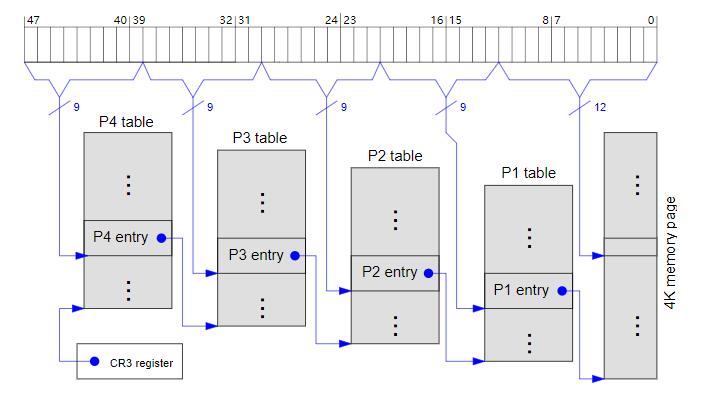 47 40 39 32 31 24 23 16 15 8 7 0
9 9 9 9 12
P4 table
P3 table
P2 table
P1 table
P4 entry
P3 entry
P2 entry
P1 entry
4K memory page
CR3 register